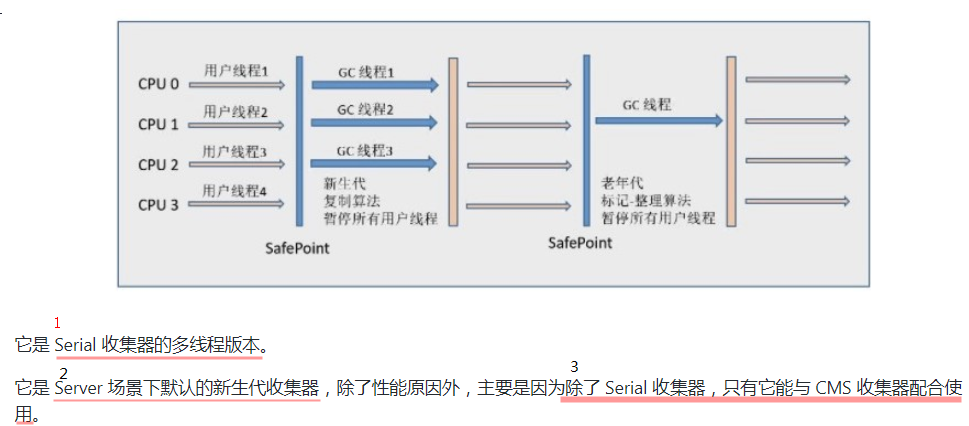 用户线程1
GC 线程1
CPU 0
用户线程2
GC 线程2
GC 线程
CPU 1
用户线程3
GC 线程3
CPU 2
用户线程4
新生代
复制算法
暂停所有用户线程
老年代
标记-整理算法
暂停所有用户线程
CPU 3
SafePoint
SafePoint
1
它是 Serial 收集器的多线程版本。
2
3
它是 Server 场景下默认的新生代收集器，除了性能原因外，主要是因为除了 Serial 收集器，只有它能与 CMS 收集器配合使
用。